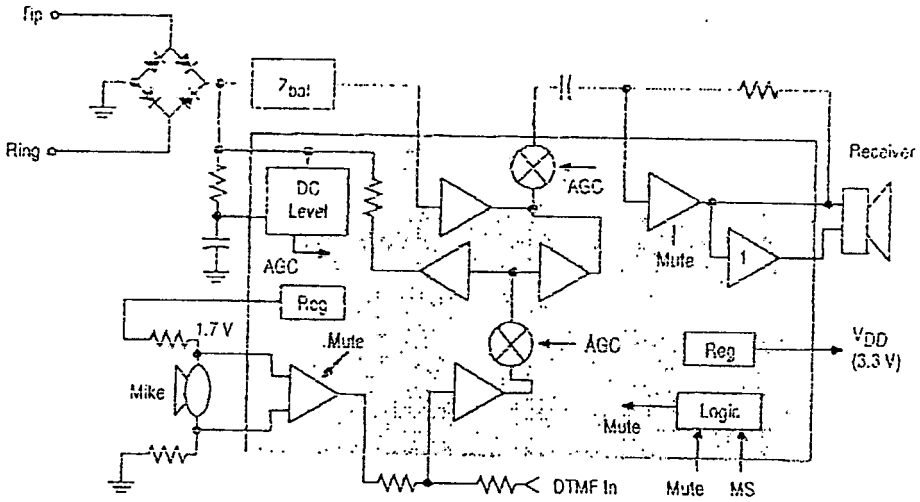 Tip
Zbal
Ring
Receiver
AGC
DC
Level
Mute
1
AGC
Reg
1.7 V
Mute
AGC
Reg
VDD
(3.3 V)
Mike
Logic
Mute
DTMF In
Mute
MS